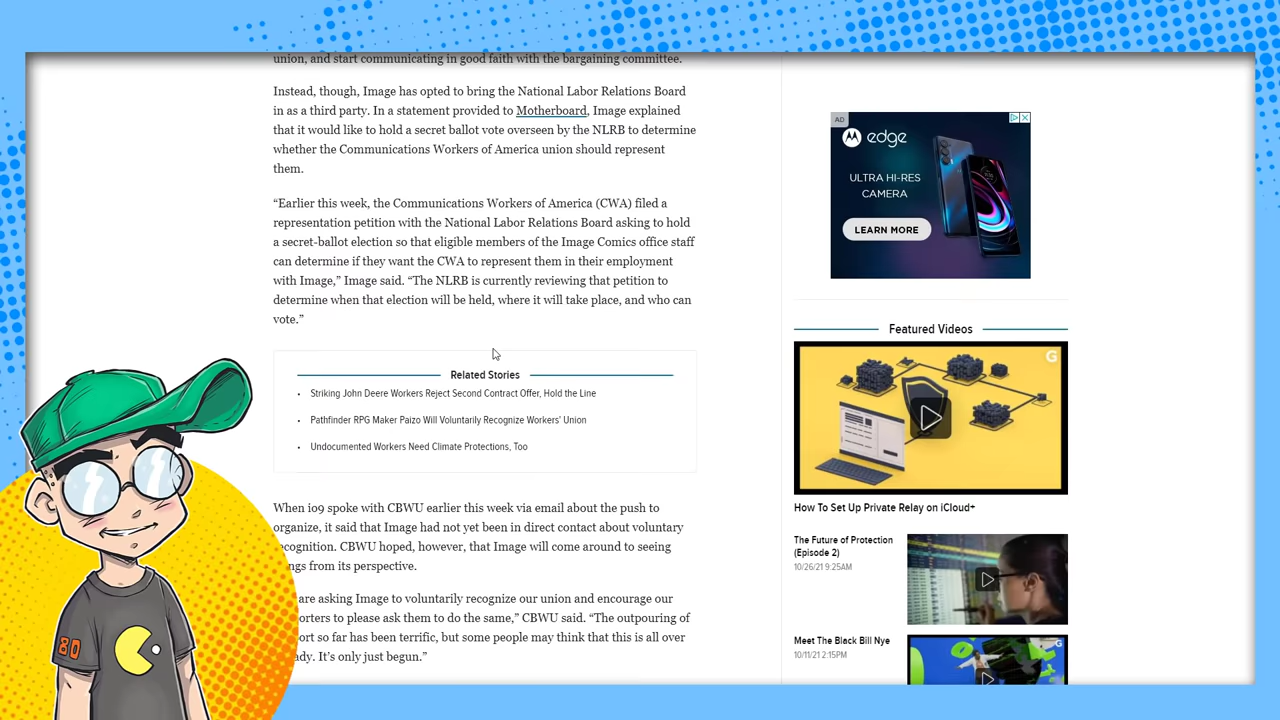 union, and start communicating in good faith with the bargaining committee.
Instead, though, Image has opted to bring the National Labor Relations Board
in as a third party. In a statement provided to Motherboard, Image explained
that it would like to hold a secret ballot vote overseen by the NLRB to determine
whether the Communications Workers of America union should represent
them.
“Earlier this week, the Communications Workers of America (CWA) filed a
representation petition with the National Labor Relations Board asking to hold
a secret-ballot election so that eligible members of the Image Comics office staff
can determine if they want the CWA to represent them in their employment
with Image,” Image said. “The NLRB is currently reviewing that petition to
determine when that election will be held, where it will take place, and who can
vote.”
Related Stories
• Striking John Deere Workers Reject Second Contract Offer, Hold the Line
• Pathfinder RPG Maker Paizo Will Voluntarily Recognize Workers' Union
• Undocumented Workers Need Climate Protections, Too
When io9 spoke with CBWU earlier this week via email about the push to
organize, it said that Image had not yet been in direct contact about voluntary
ecognition. CBWU hoped, however, that Image will come around to seeing
ngs from its perspective.
are asking Image to voluntarily recognize our union and encourage our
porters to please ask them to do the same,” CBWU said. “The outpouring of
ort so far has been terrific, but some people may think that this is all over
ady. It’s only just begun.”
AD
edge
ULTRA HI-RES
CAMERA
LEARN MORE
Featured Videos
G
How To Set Up Private Relay on iCloud+
The Future of Protection
(Episode 2)
10/26/21 9:25AM
Meet The Black Bill Nye
10/11/21 2:15PM
G
80